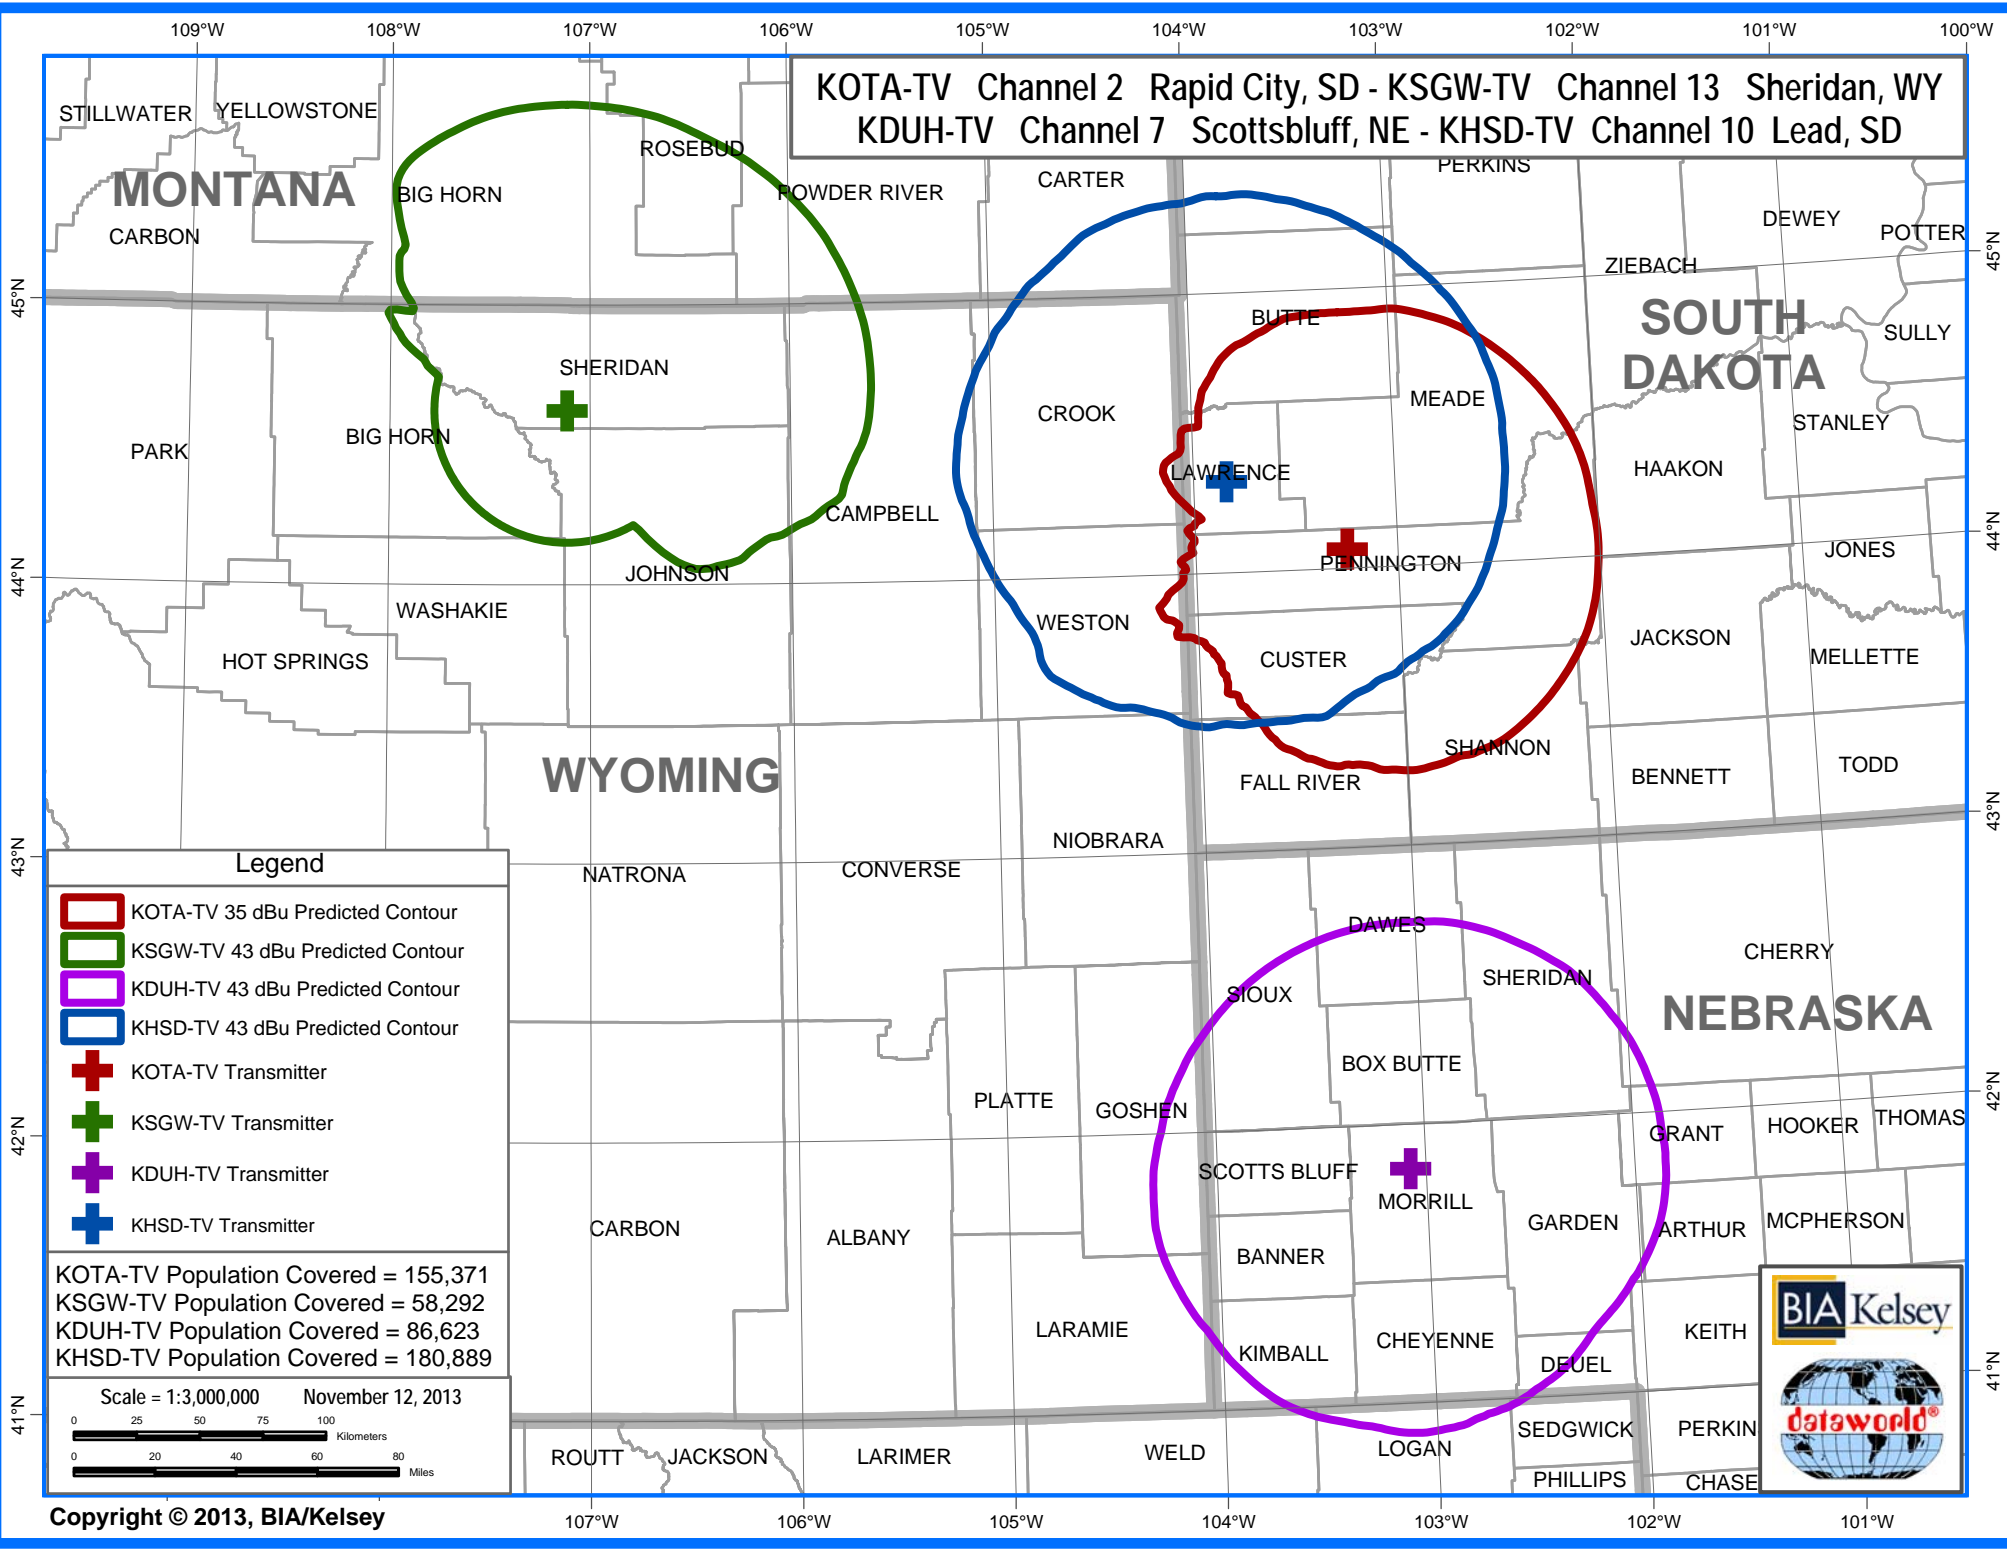 109°W 108°W 107°W 106°W 105°W 104°W 103°W 102°W 101°W 100°W
KOTA-TV Channel 2 Rapid City, SD - KSGW-TV Channel 13 Sheridan, WY
KDUH-TV Channel 7 Scottsbluff, NE - KHSD-TV Channel 10 Lead, SD
STILLWATER YELLOWSTONE
ROSEBUD
PERKINS
MONTANA
BIG HORN
POWDER RIVER
CARTER
DEWEY
POTTER
CARBON
ZIEBACH
45°N
45°N
SOUTH
DAKOTA
BUTTE
SULLY
SHERIDAN
CROOK
MEADE
STANLEY
PARK
BIG HORN
LAWRENCE
HAAKON
CAMPBELL
44°N
44°N
JOHNSON
PENNINGTON
JONES
WASHAKIE
WESTON
JACKSON
HOT SPRINGS
CUSTER
MELLETTE
WYOMING
SHANNON
FALL RIVER
BENNETT
TODD
43°N
43°N
NIOBRARA
NATRONA
CONVERSE
DAWES
CHERRY
SIOUX
SHERIDAN
NEBRASKA
BOX BUTTE
42°N
42°N
PLATTE
GOSHEN
GRANT
HOOKER
THOMAS
SCOTTS BLUFF
MORRILL
CARBON
ALBANY
BANNER
GARDEN
ARTHUR
MCPHERSON
LARAMIE
KIMBALL
CHEYENNE
DEUEL
KEITH
41°N
41°N
ROUTT
JACKSON
LARIMER
WELD
LOGAN
SEDGWICK
PERKIN
PHILLIPS
CHASE
Legend
KOTA-TV 35 dBu Predicted Contour
KSGW-TV 43 dBu Predicted Contour
KDUH-TV 43 dBu Predicted Contour
KHSD-TV 43 dBu Predicted Contour
KOTA-TV Transmitter
KSGW-TV Transmitter
KDUH-TV Transmitter
KHSD-TV Transmitter
KOTA-TV Population Covered = 155,371
KSGW-TV Population Covered = 58,292
KDUH-TV Population Covered = 86,623
KHSD-TV Population Covered = 180,889
Scale = 1:3,000,000 November 12, 2013
0 25 50 75 100
Kilometers
0 20 40 60 80
Miles
BIA Kelsey
dataworld®
Copyright © 2013, BIA/Kelsey
107°W 106°W 105°W 104°W 103°W 102°W 101°W